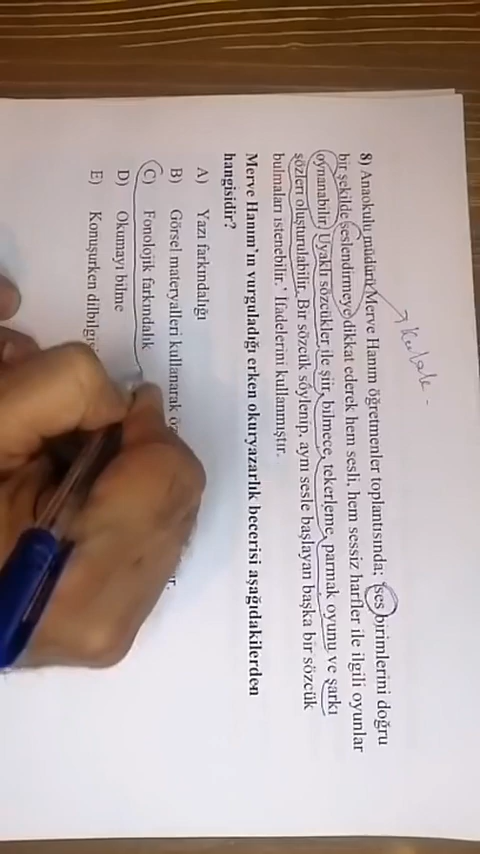 8) Anaokulu müdürü Merve Hanım öğretmenler toplantısında; 'ses birimlerini doğru
bir şekilde seslendirmeye dikkat ederek hem sesli, hem sessiz harfler ile ilgili oyunlar
oynanabilir. Uyaklı sözcükler ile şiir, bilmece, tekerleme, parmak oyunu ve şarkı
sözleri oluşturulabilir. Bir sözcük söylenip, aynı sesle başlayan başka bir sözcük
bulmaları istenebilir.' İfadelerini kullanmıştır.
Merve Hanım'ın vurguladığı erken okuryazarlık becerisi aşağıdakilerden
hangisidir?
A) Yazı farkındalığı
B) Görsel materyalleri kullanarak
C) Fonolojik farkındalık
D) Okumayı bilme
E) Konuşurken